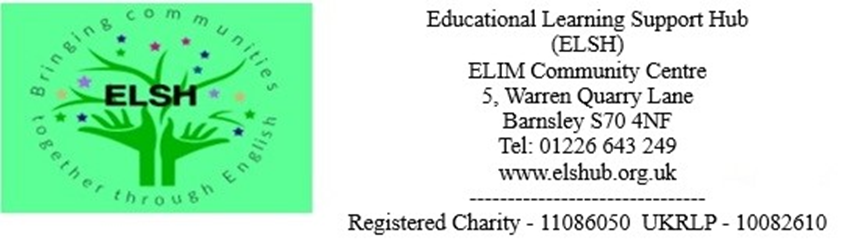 Bringing communities
ELSH
together through English
Educational Learning Support Hub
(ELSH)
ELIM Community Centre
5, Warren Quarry Lane
Barnsley S70 4NF
Tel: 01226 643 249
www.elshub.org.uk
-------------------------------
Registered Charity - 11086050 UKRLP - 10082610